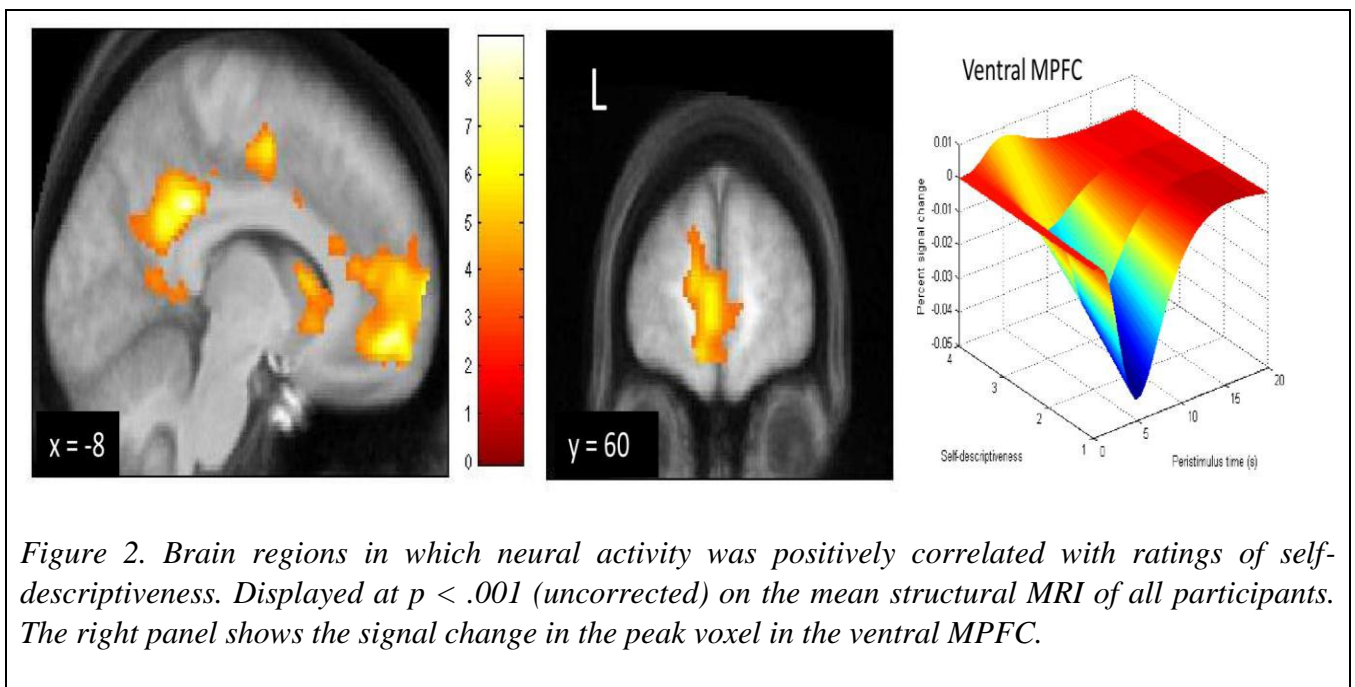 x = -8
8
7
6
5
4
3
2
1
0
L
y = 60
Ventral MPFC
0.01
0
-0.01
-0.02
-0.03
-0.04
-0.05
Percent signal change
4
3
2
1
Self-descriptiveness
0
5
10
15
20
Peristimulus time (s)
Figure 2. Brain regions in which neural activity was positively correlated with ratings of self-
descriptiveness. Displayed at p < .001 (uncorrected) on the mean structural MRI of all participants.
The right panel shows the signal change in the peak voxel in the ventral MPFC.